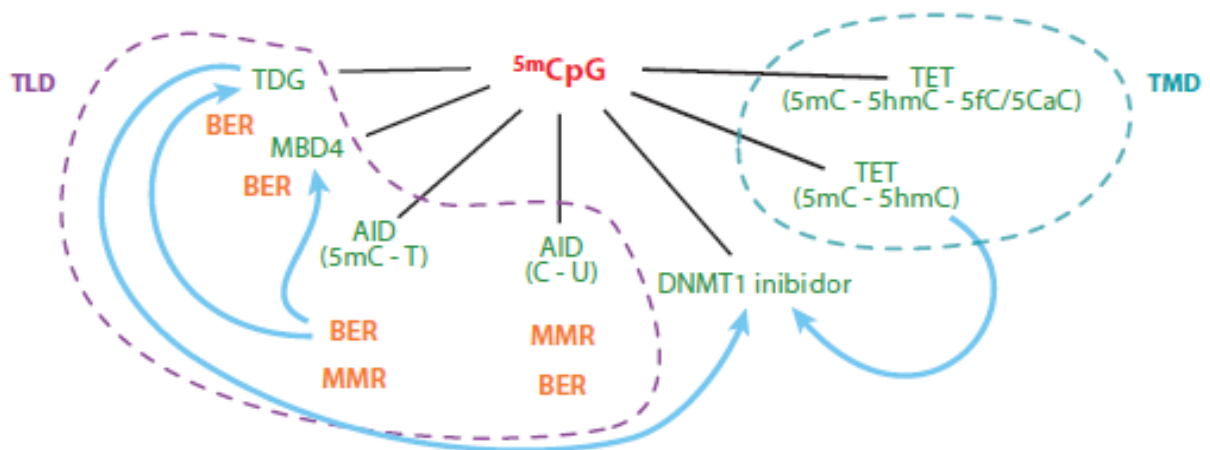 5mCpG
TLD
TDG
TET
(5mC - 5hmC - 5fC/5CaC)
TMD
BER
MBD4
BER
TET
(5mC - 5hmC)
AID
(5mC - T)
AID
(C - U)
DNMT1 inibidor
BER
MMR
MMR
BER